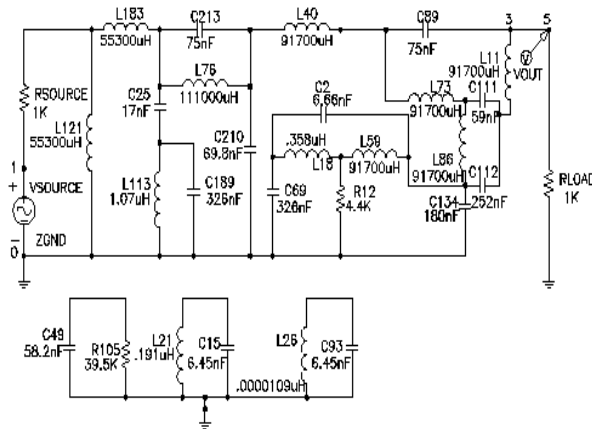 L183
55300uH
C213
75nF
L40
91700uH
C89
75nF
3
5
V
VOUT
L11
91700uH
RSOURCE
1K
L121
55300uH
C25
17nF
L76
111000uH
C2
6.66nF
L73
91700uH
C111
59nF
C210
69.8nF
.358uH
L18
L59
91700uH
L86
91700uH
C112
252nF
1
+
VSOURCE
ZGND
–
0
L113
1.07uH
C189
326nF
C69
326nF
R12
4.4K
C134
180nF
RLOAD
1K
C49
58.2nF
R105
39.5K
L21
.191uH
C15
6.45nF
L26
.0000109uH
C93
6.45nF